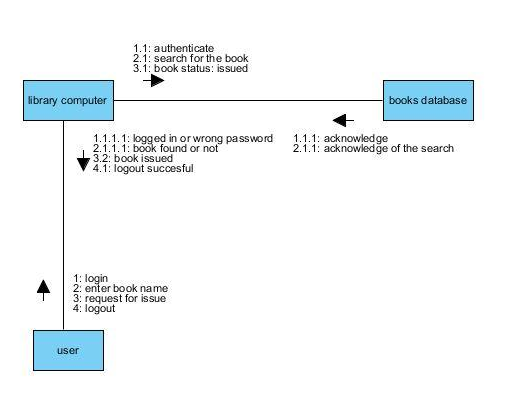 1.1: authenticate
2.1: search for the book
3.1: book status: issued
library computer
books database
1.1.1.1: logged in or wrong password
2.1.1.1: book found or not
3.2: book issued
4.1: logout succesful
1.1.1: acknowledge
2.1.1: acknowledge of the search
1: login
2: enter book name
3: request for issue
4: logout
user